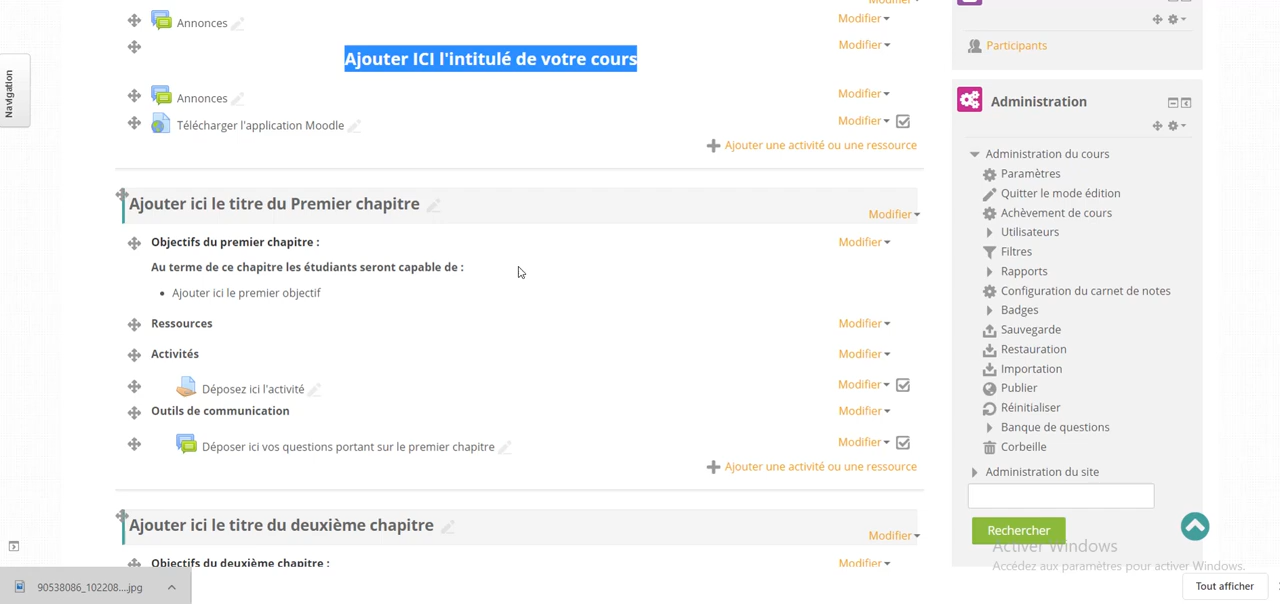 Annonces
Modifier
Ajouter ICI l'intitulé de votre cours
Modifier
Annonces
Modifier
Télécharger l'application Moodle
Modifier
Ajouter une activité ou une ressource
Ajouter ici le titre du Premier chapitre
Modifier
Objectifs du premier chapitre :
Modifier
Au terme de ce chapitre les étudiants seront capable de :
Ajouter ici le premier objectif
Ressources
Modifier
Activités
Modifier
Déposez ici l'activité
Modifier
Outils de communication
Modifier
Déposer ici vos questions portant sur le premier chapitre
Modifier
Ajouter une activité ou une ressource
Ajouter ici le titre du deuxième chapitre
Modifier
Objectifs du deuxième chapitre :
Modifier
Navigation
Participants
Administration
Administration du cours
Paramètres
Quitter le mode édition
Achèvement de cours
Utilisateurs
Filtres
Rapports
Configuration du carnet de notes
Badges
Sauvegarde
Restauration
Importation
Publier
Réinitialiser
Banque de questions
Corbeille
Administration du site
Rechercher
Activer Windows
Accédez aux paramètres pour activer Windows.
90538086_102208....jpg
Tout afficher